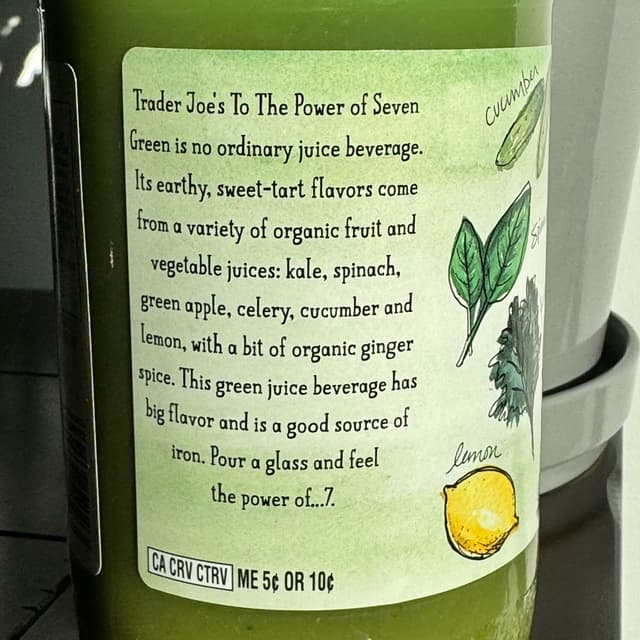 Trader Joe's To The Power of Seven
Green is no ordinary juice beverage.
Its earthy, sweet-tart flavors come
from a variety of organic fruit and
vegetable juices: kale, spinach,
green apple, celery, cucumber and
lemon, with a bit of organic ginger
spice. This green juice beverage has
big flavor and is a good source of
iron. Pour a glass and feel
the power of...7.
CA CRV CTRV ME 5¢ OR 10¢
cucumber
lemon